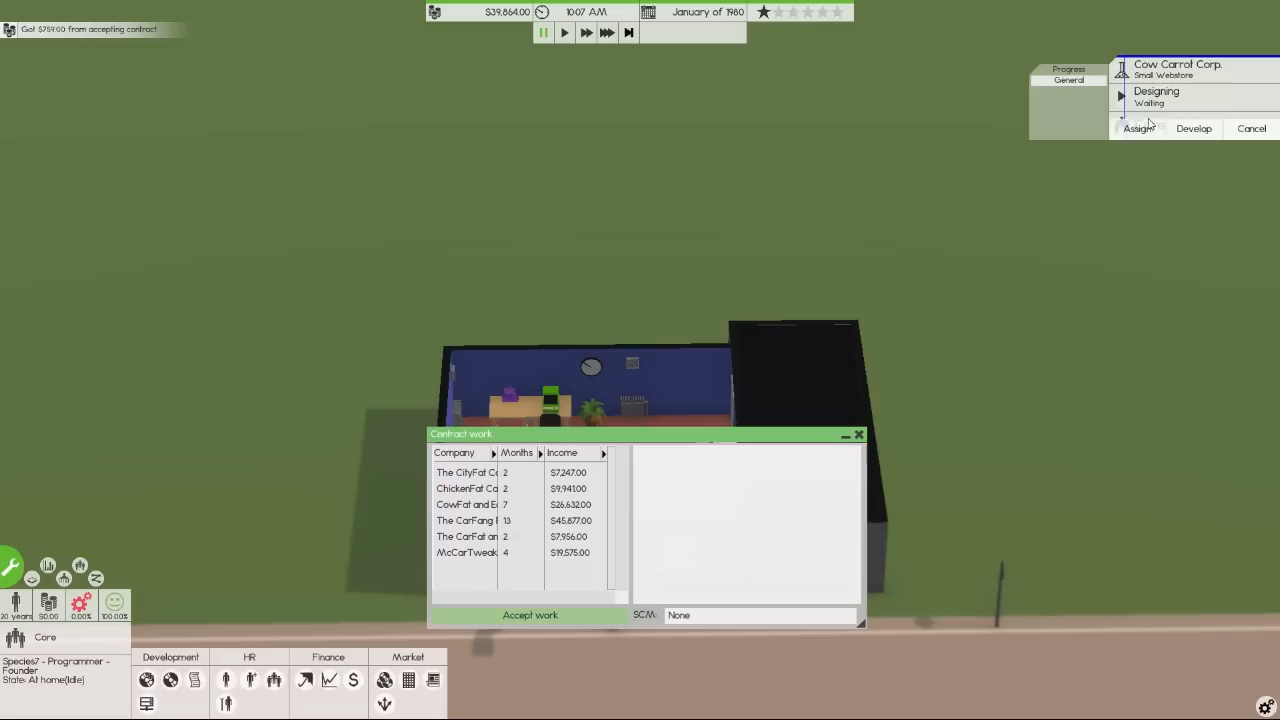 $39,864.00
10:07 AM
January of 1980
Got $759.00 from accepting contract
Progress
General
Cow Carrot Corp.
Small Webstore
Designing
Waiting
Assign
Develop
Cancel
Contract work
Company Months Income
The CityFat Co 2 $7,247.00
ChickenFat Ca 2 $9,941.00
CowFat and Ec 7 $26,632.00
The CarFang F 13 $45,877.00
The CarFat an 2 $7,956.00
McCarTweak 4 $19,575.00
Accept work
SCM: None
20 years $0.00 0.00% 100.00%
Core
Species7 - Programmer -
Founder
State: At home(Idle)
Development
HR
Finance
Market